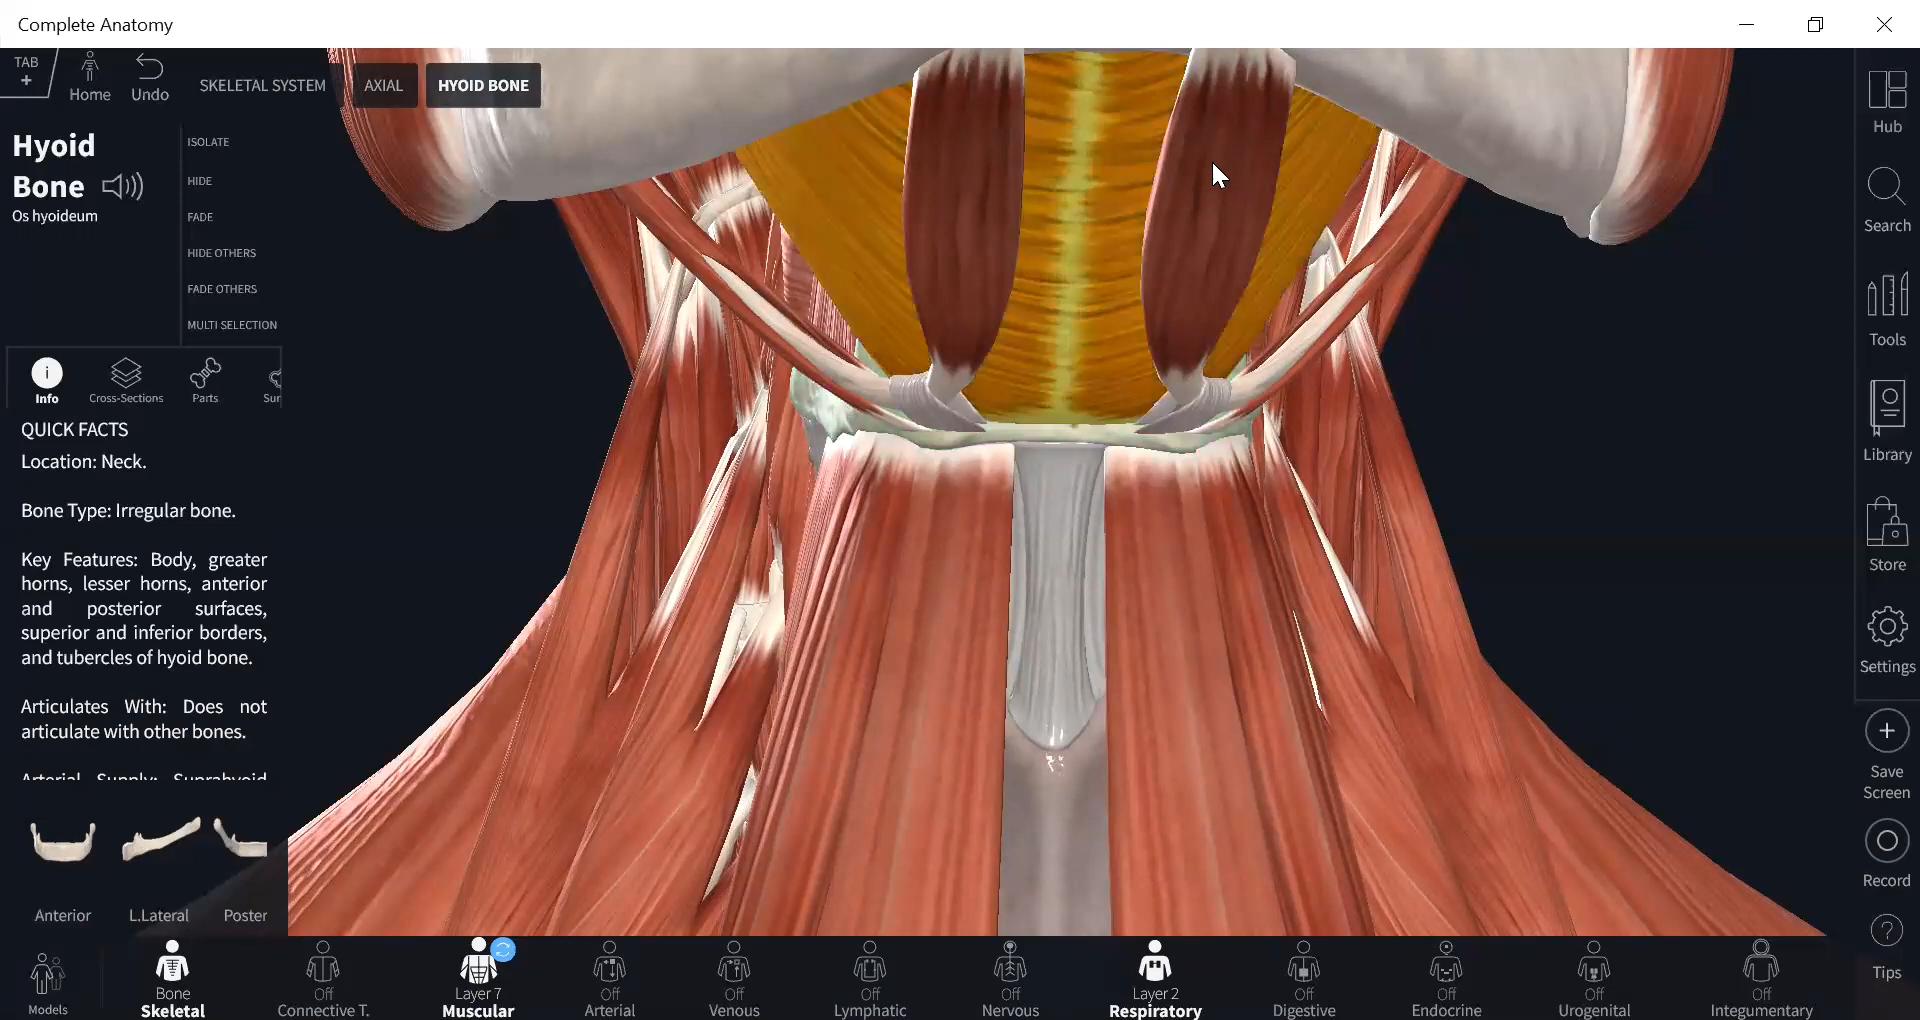 Complete Anatomy
TAB
+
Home
Undo
SKELETAL SYSTEM
AXIAL
HYOID BONE
Hyoid
Bone
Os hyoideum
ISOLATE
HIDE
FADE
HIDE OTHERS
FADE OTHERS
MULTI SELECTION
Info
Cross-Sections
Parts
Sur
QUICK FACTS
Location: Neck.
Bone Type: Irregular bone.
Key Features: Body, greater
horns, lesser horns, anterior
and posterior surfaces,
superior and inferior borders,
and tubercles of hyoid bone.
Articulates With: Does not
articulate with other bones.
Arterial Supply: Suprahyoid
Anterior
L.Lateral
Poster
Models
Bone
Skeletal
Off
Connective T.
Layer 7
Muscular
Off
Arterial
Off
Venous
Off
Lymphatic
Off
Nervous
Layer 2
Respiratory
Off
Digestive
Off
Endocrine
Off
Urogenital
Off
Integumentary
Hub
Search
Tools
Library
Store
Settings
+
Save
Screen
Record
?
Tips